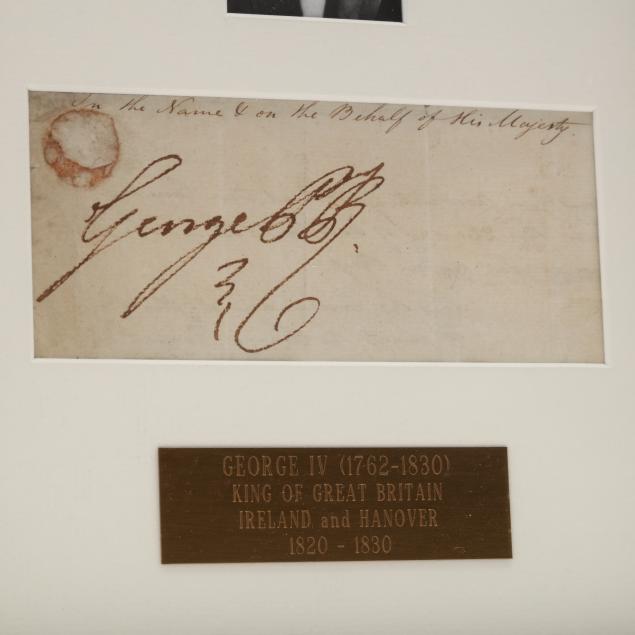 In the Name & on the Behalf of His Majesty.
George P R.
GEORGE IV (1762-1830)
KING OF GREAT BRITAIN
IRELAND and HANOVER
1820 - 1830